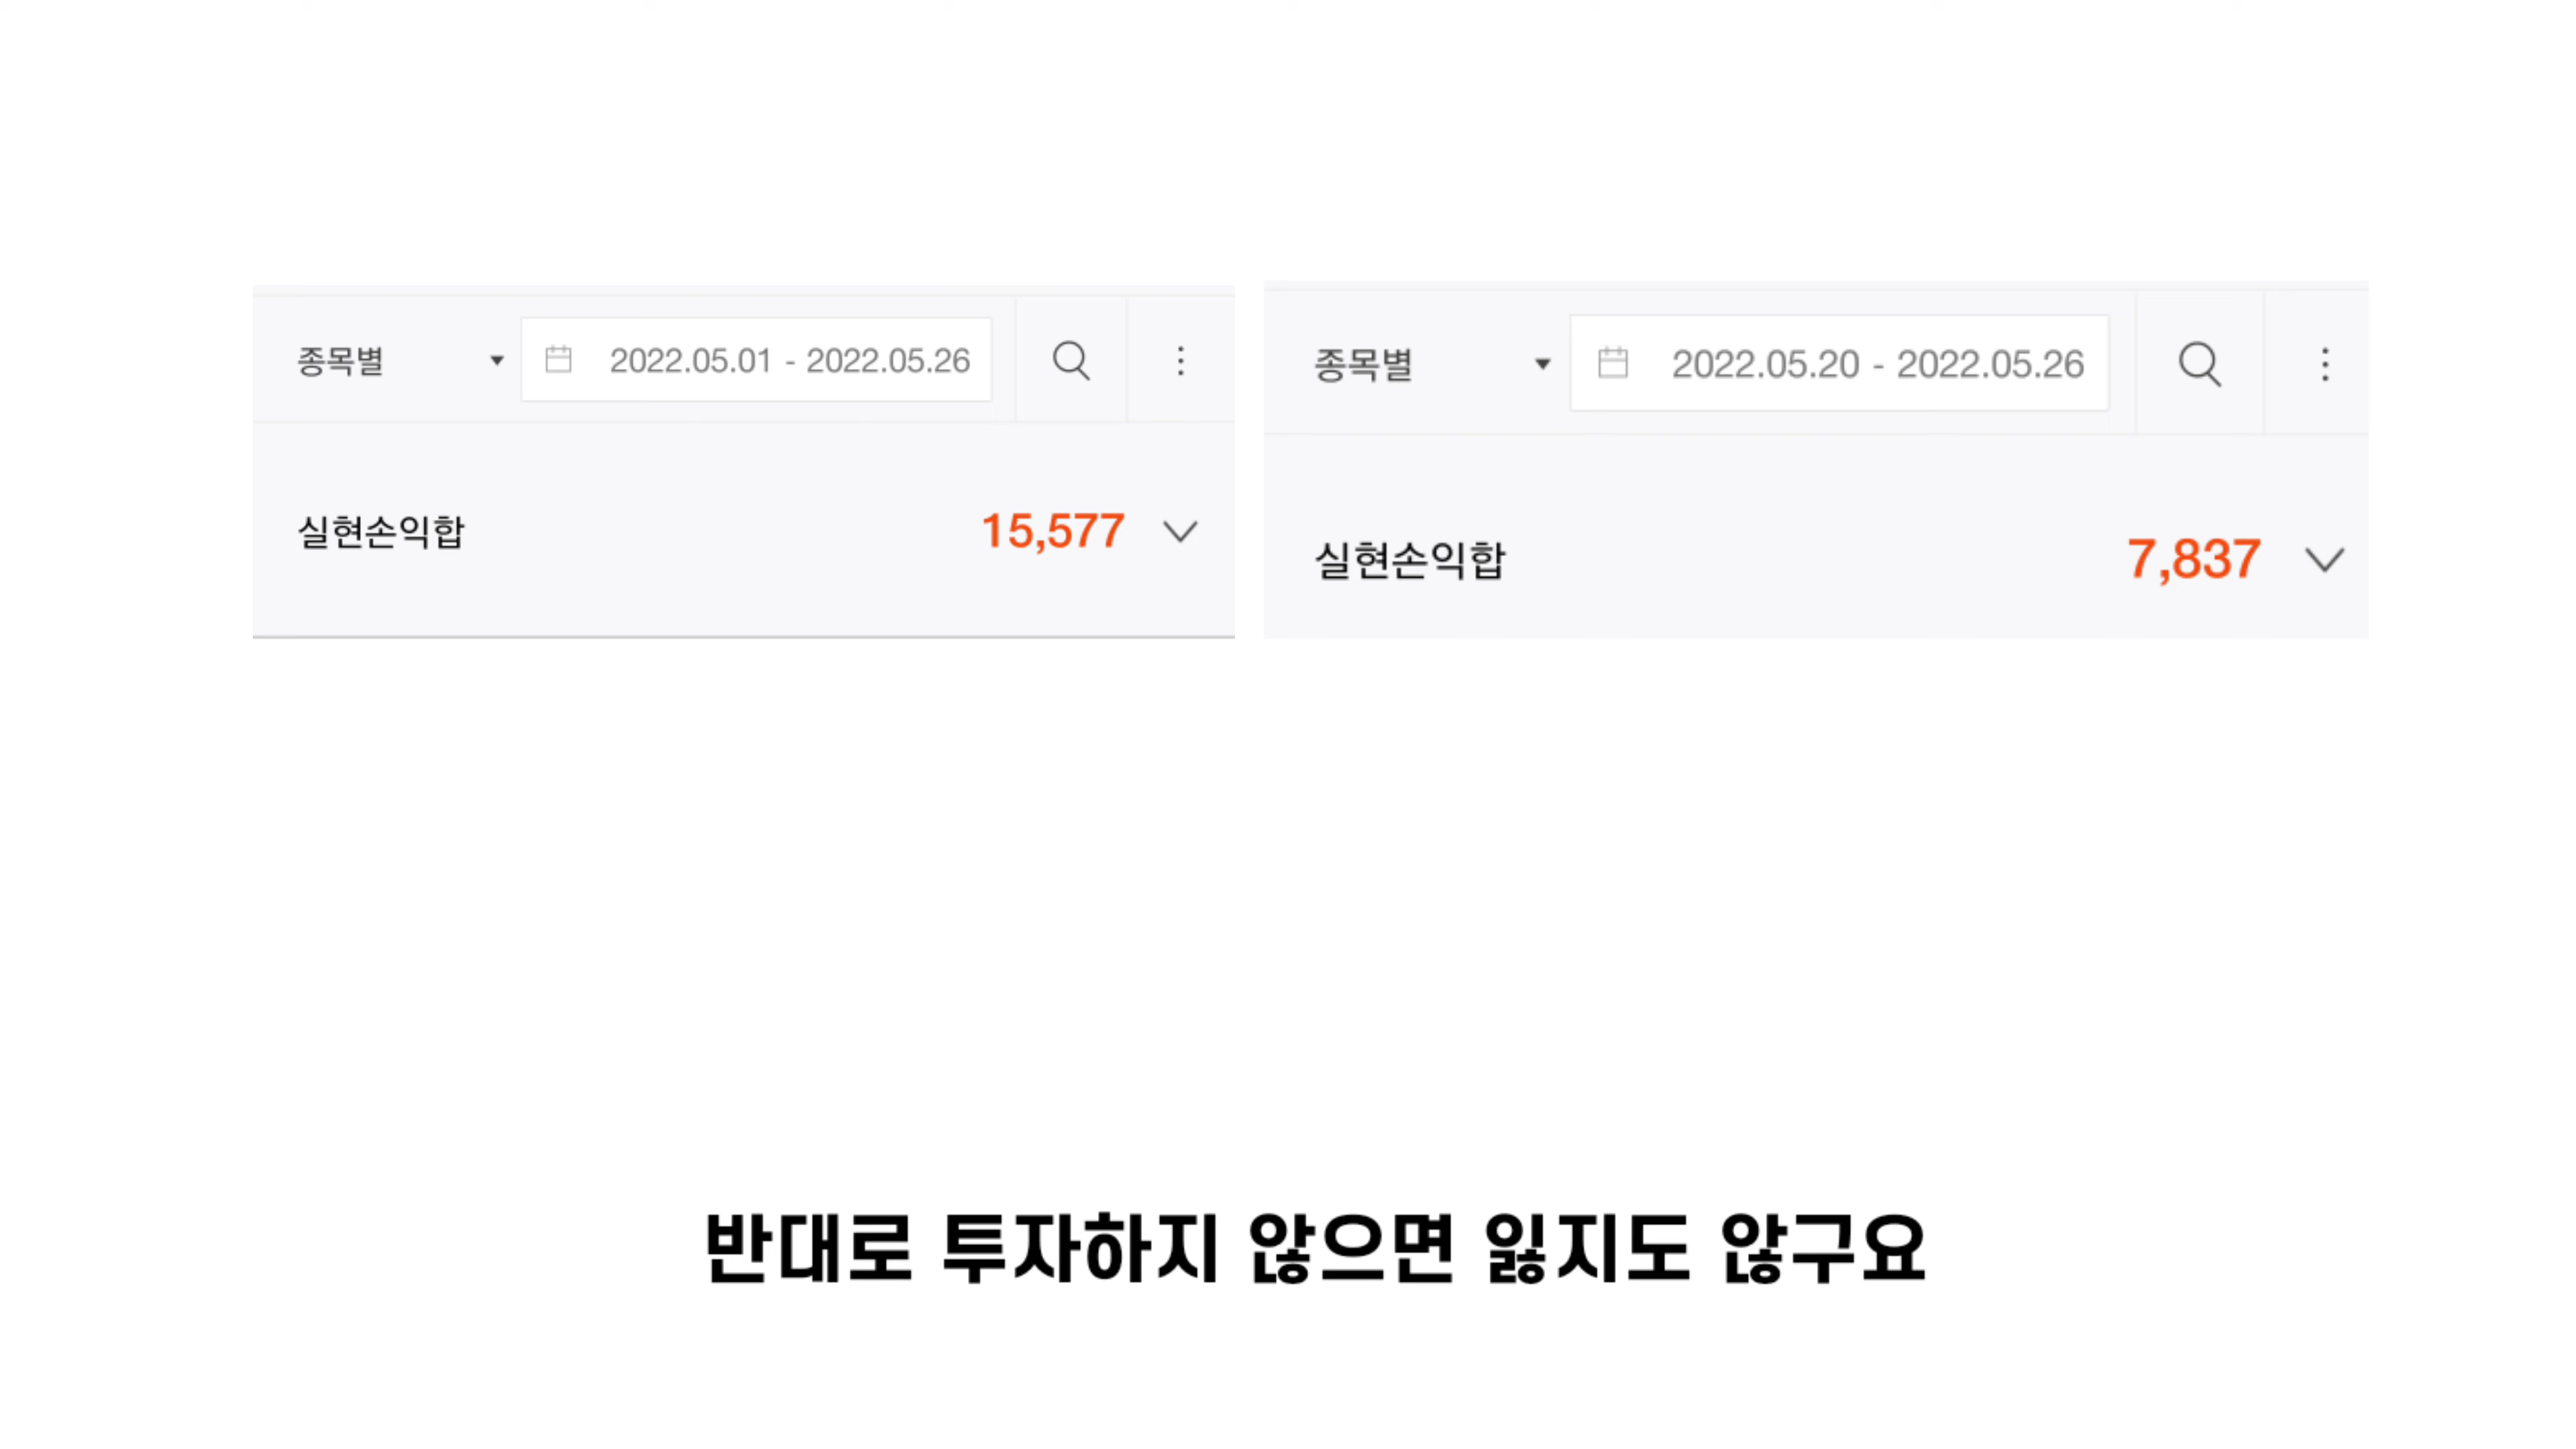 종목별 2022.05.01 - 2022.05.26
실현손익합 15,577
종목별 2022.05.20 - 2022.05.26
실현손익합 7,837
반대로 투자하지 않으면 잃지도 않구요